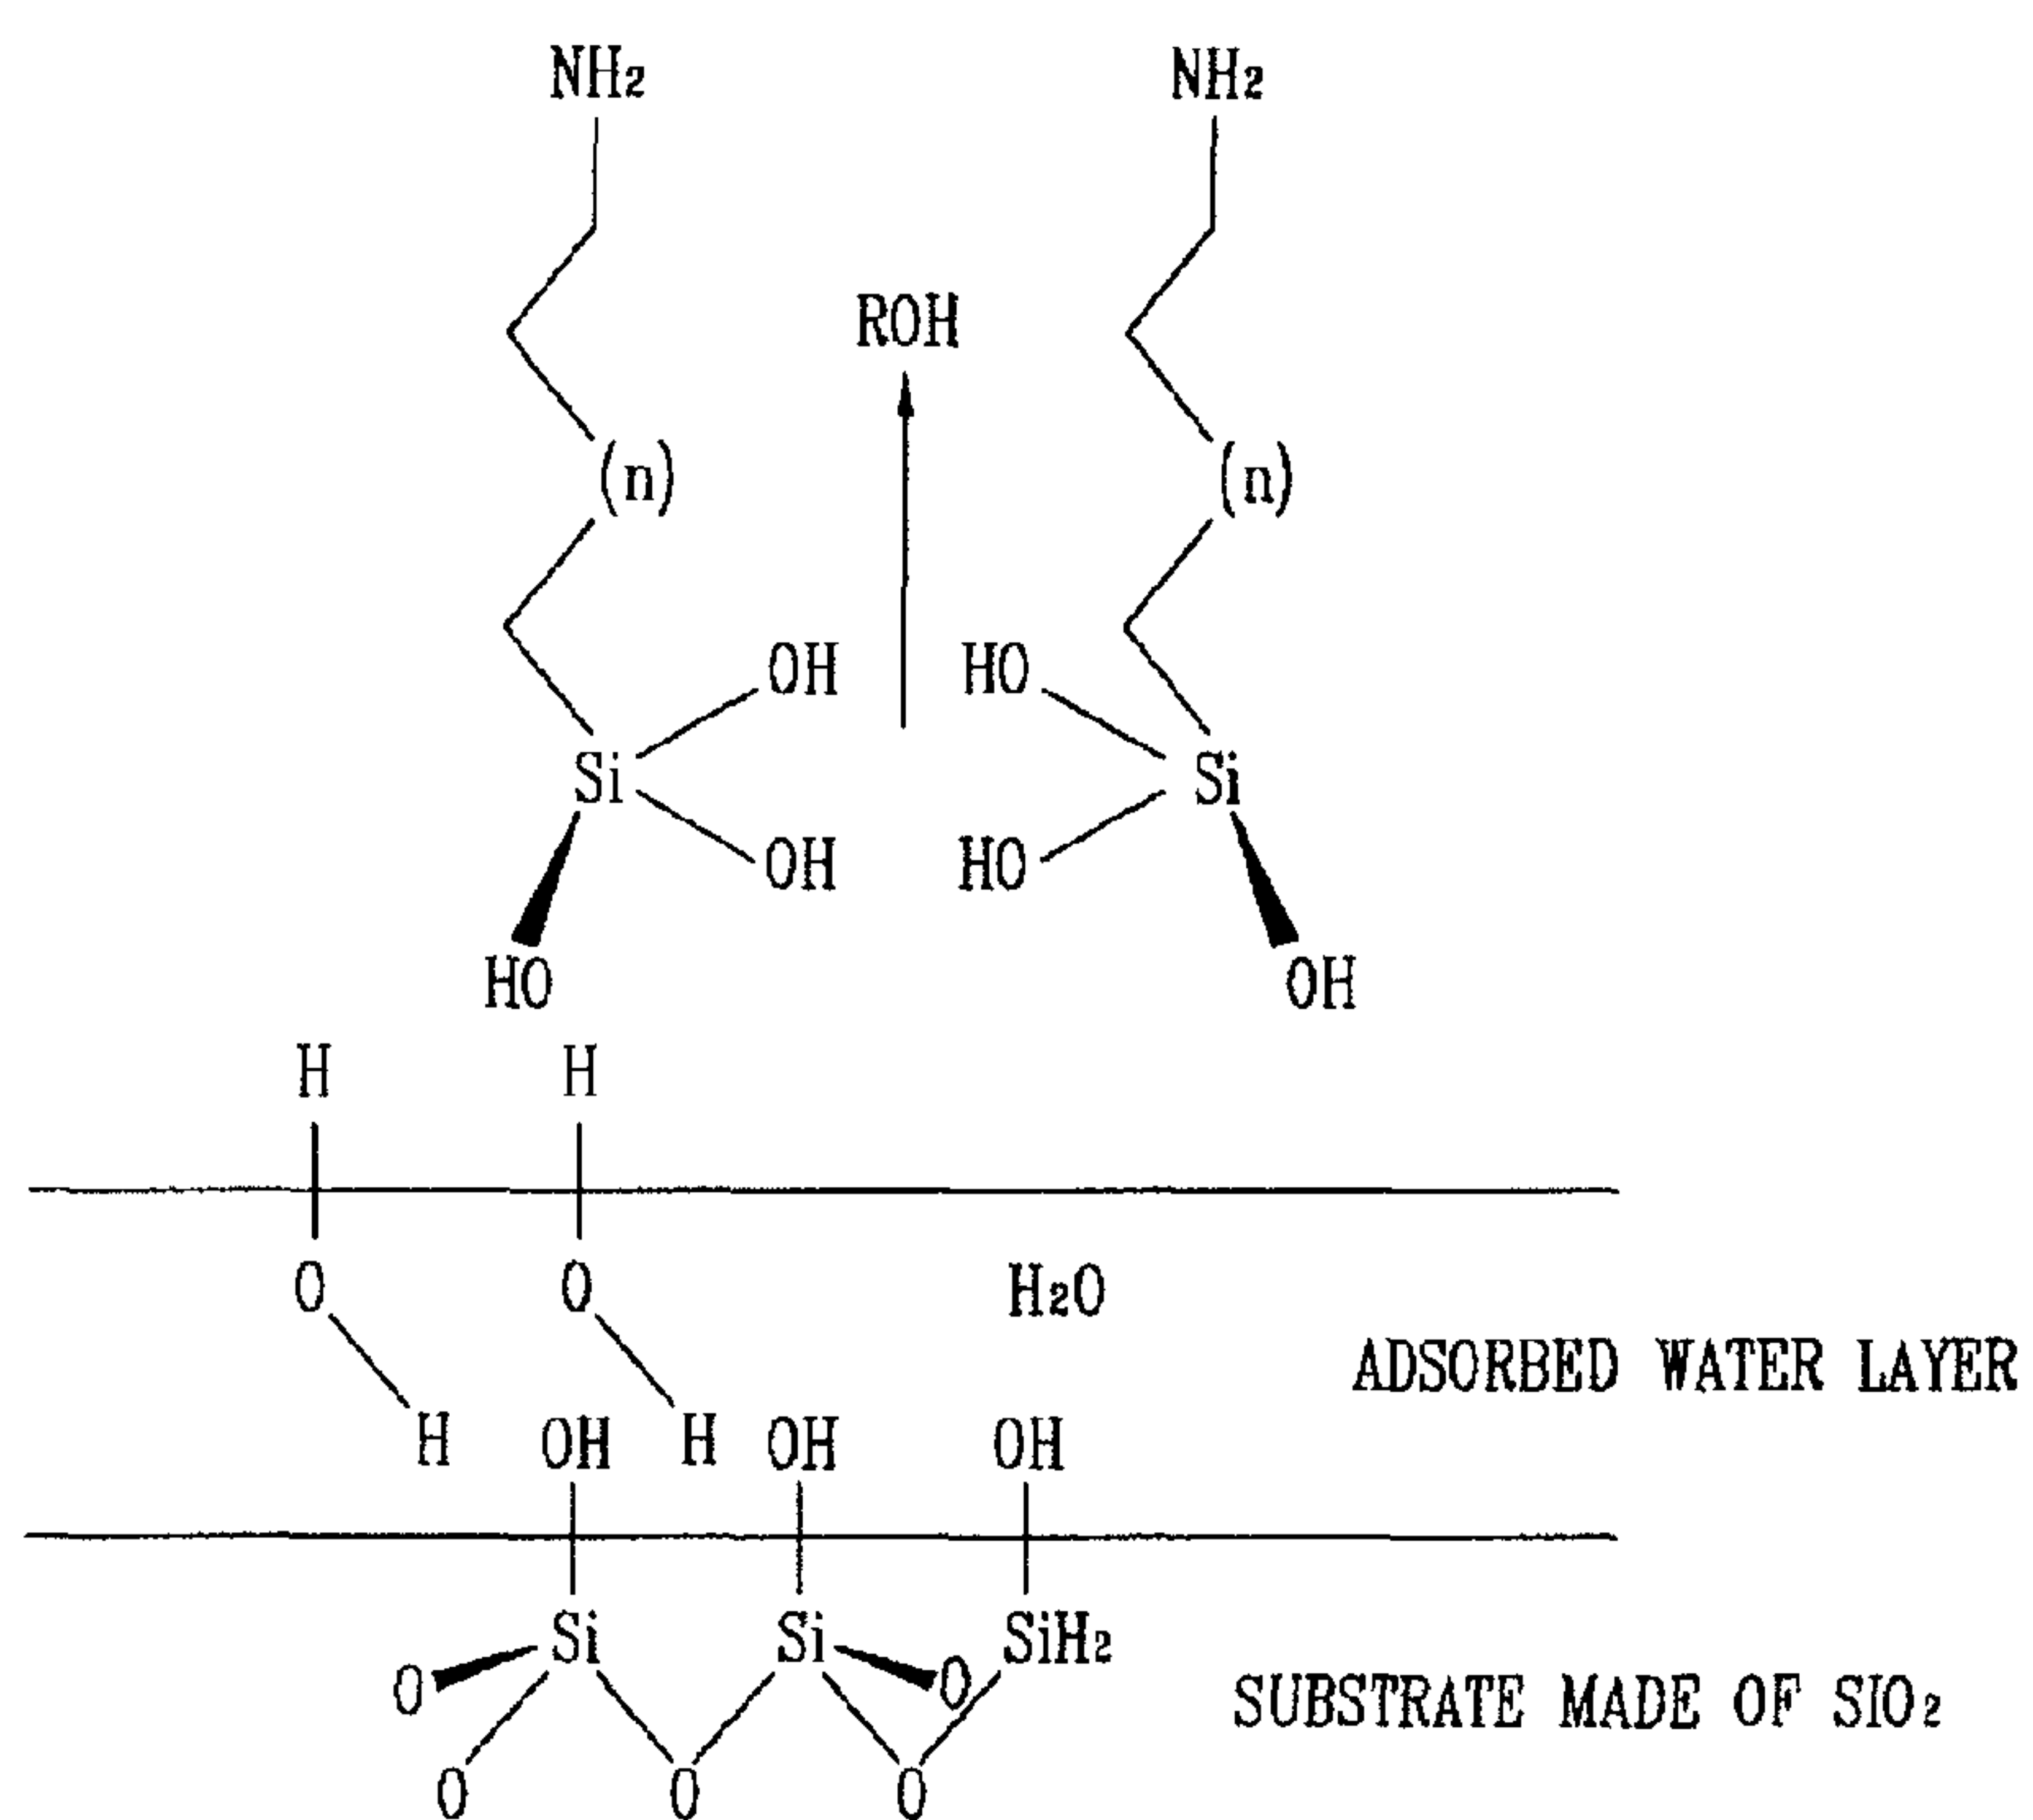 NH₂ NH₂
ROH
(n) (n)
OH HO
Si Si
OH HO
HO OH
H H
O O H₂O
ADSORBED WATER LAYER
H OH H OH OH
Si Si SiH₂
O O
SUBSTRATE MADE OF SIO₂
O O O